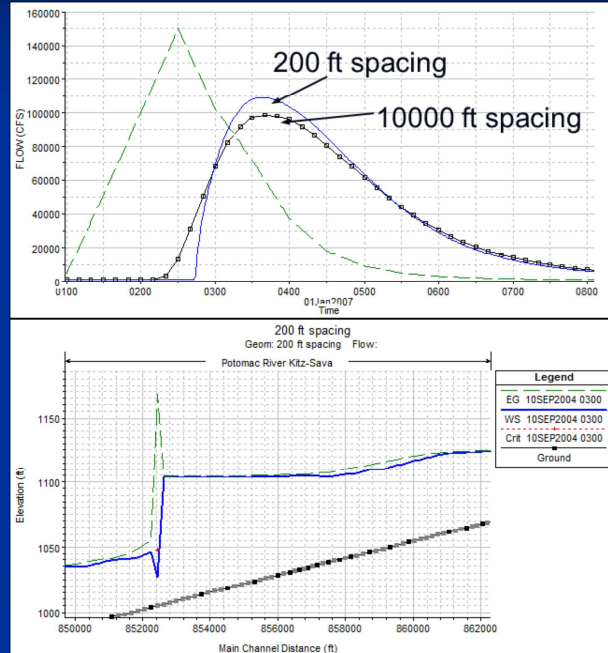 160000
140000
120000
100000
80000
60000
40000
20000
0
FLOW (CFS)
200 ft spacing
10000 ft spacing
0100 0200 0300 0400 0500 0600 0700 0800
01Jan2007
Time
200 ft spacing
Geom: 200 ft spacing Flow:
Potomac River Kitz-Sava
Legend
EG 10SEP2004 0300
WS 10SEP2004 0300
Crit 10SEP2004 0300
Ground
1150
1100
1050
1000
Elevation (ft)
850000 852000 854000 856000 858000 860000 862000
Main Channel Distance (ft)